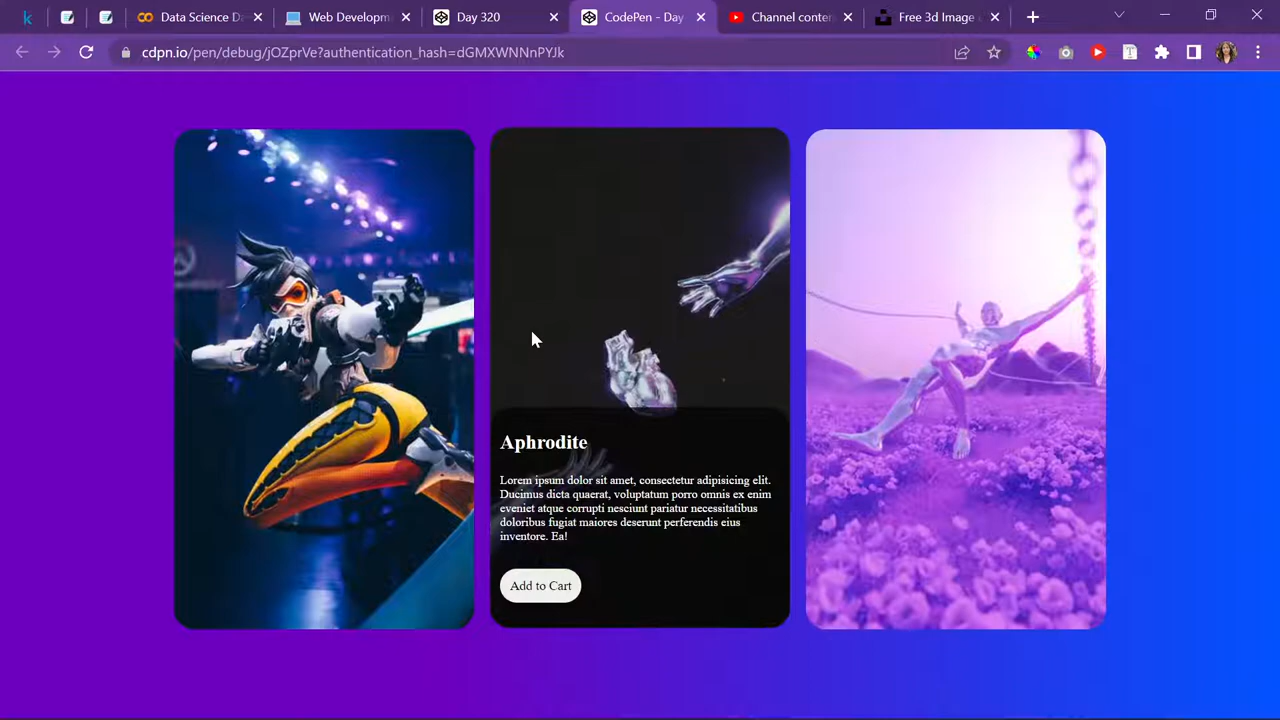 Data Science D
Web Developm
Day 320
CodePen - Day
Channel conten
Free 3d Image
cdpn.io/pen/debug/jOZprVe?authentication_hash=dGMXWNNnPYJk
Aphrodite
Lorem ipsum dolor sit amet, consectetur adipisicing elit.
Ducimus dicta quaerat, voluptatum porro omnis ex enim
eveniet atque corrupti nesciunt pariatur necessitatibus
doloribus fugiat maiores deserunt perferendis eius
inventore. Ea!
Add to Cart